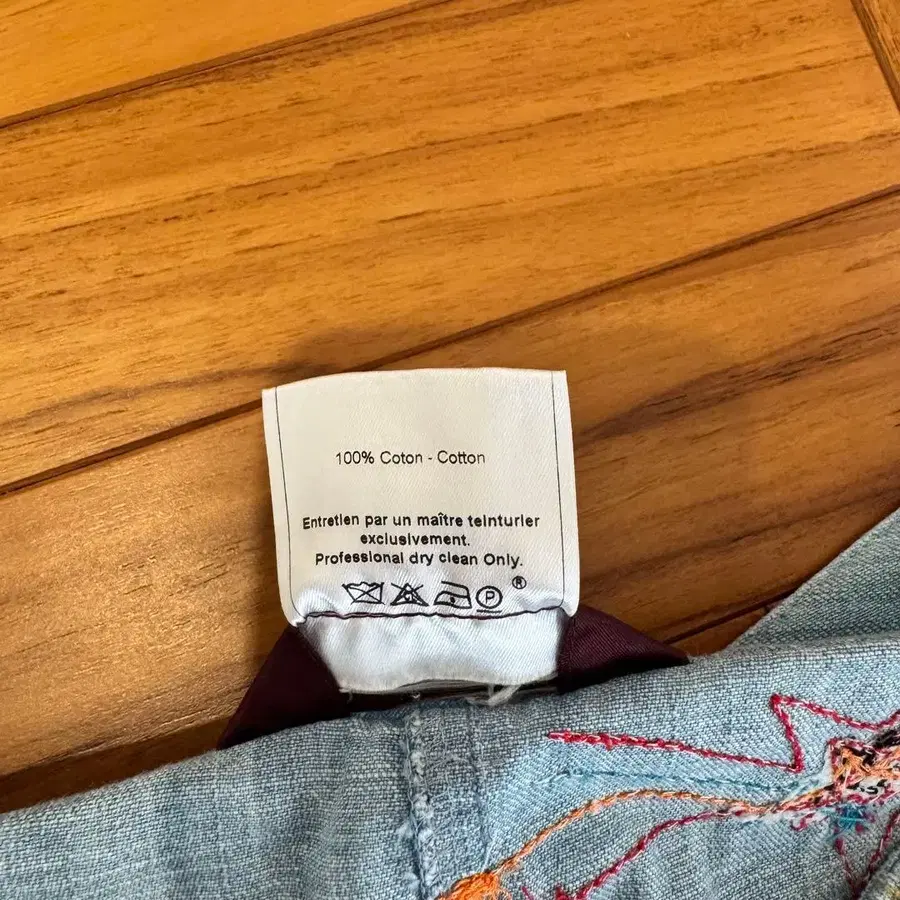 100% Coton - Cotton
Entretien par un maître teinturier
exclusivement.
Professional dry clean Only.
P ®